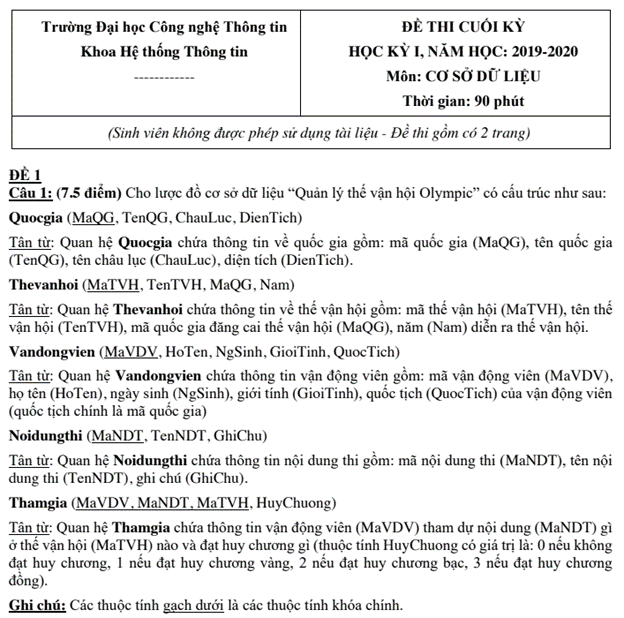 Trường Đại học Công nghệ Thông tin
Khoa Hệ thống Thông tin
------------
ĐỀ THI CUỐI KỲ
HỌC KỲ I, NĂM HỌC: 2019-2020
Môn: CƠ SỞ DỮ LIỆU
Thời gian: 90 phút
(Sinh viên không được phép sử dụng tài liệu - Đề thi gồm có 2 trang)
ĐỀ 1
Câu 1: (7.5 điểm) Cho lược đồ cơ sở dữ liệu “Quản lý thế vận hội Olympic” có cấu trúc như sau:
Quocgia (MaQG, TenQG, ChauLuc, DienTich)
Tân từ: Quan hệ Quocgia chứa thông tin về quốc gia gồm: mã quốc gia (MaQG), tên quốc gia
(TenQG), tên châu lục (ChauLuc), diện tích (DienTich).
Thevanhoi (MaTVH, TenTVH, MaQG, Nam)
Tân từ: Quan hệ Thevanhoi chứa thông tin về thế vận hội gồm: mã thế vận hội (MaTVH), tên thế
vận hội (TenTVH), mã quốc gia đăng cai thế vận hội (MaQG), năm (Nam) diễn ra thế vận hội.
Vandongvien (MaVDV, HoTen, NgSinh, GioiTinh, QuocTich)
Tân từ: Quan hệ Vandongvien chứa thông tin vận động viên gồm: mã vận động viên (MaVDV),
họ tên (HoTen), ngày sinh (NgSinh), giới tính (GioiTinh), quốc tịch (QuocTich) của vận động viên
(quốc tịch chính là mã quốc gia)
Noidungthi (MaNDT, TenNDT, GhiChu)
Tân từ: Quan hệ Noidungthi chứa thông tin nội dung thi gồm: mã nội dung thi (MaNDT), tên nội
dung thi (TenNDT), ghi chú (GhiChu).
Thamgia (MaVDV, MaNDT, MaTVH, HuyChuong)
Tân từ: Quan hệ Thamgia chứa thông tin vận động viên (MaVDV) tham dự nội dung (MaNDT) gì
ở thế vận hội (MaTVH) nào và đạt huy chương gì (thuộc tính HuyChuong có giá trị là: 0 nếu không
đạt huy chương, 1 nếu đạt huy chương vàng, 2 nếu đạt huy chương bạc, 3 nếu đạt huy chương
đồng).
Ghi chú: Các thuộc tính gạch dưới là các thuộc tính khóa chính.